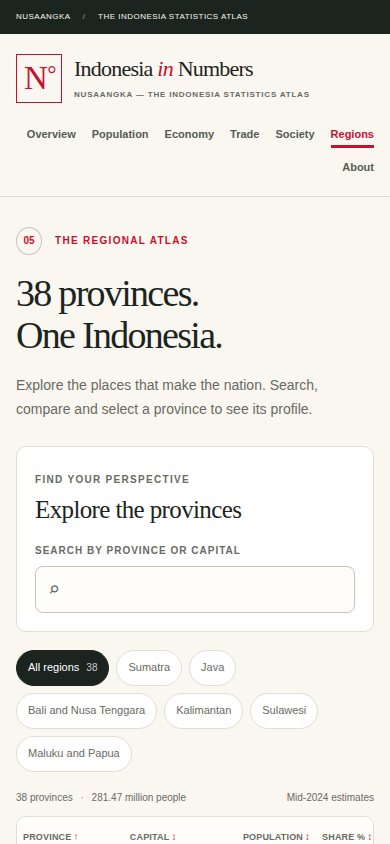 NUSAANGKA / THE INDONESIA STATISTICS ATLAS
N° Indonesia in Numbers
NUSAANGKA — THE INDONESIA STATISTICS ATLAS
Overview Population Economy Trade Society Regions
About
05 THE REGIONAL ATLAS
38 provinces.
One Indonesia.
Explore the places that make the nation. Search,
compare and select a province to see its profile.
FIND YOUR PERSPECTIVE
Explore the provinces
SEARCH BY PROVINCE OR CAPITAL
All regions 38 Sumatra Java
Bali and Nusa Tenggara Kalimantan Sulawesi
Maluku and Papua
38 provinces · 281.47 million people Mid-2024 estimates
PROVINCE ↑ CAPITAL ↕ POPULATION ↕ SHARE % ↕